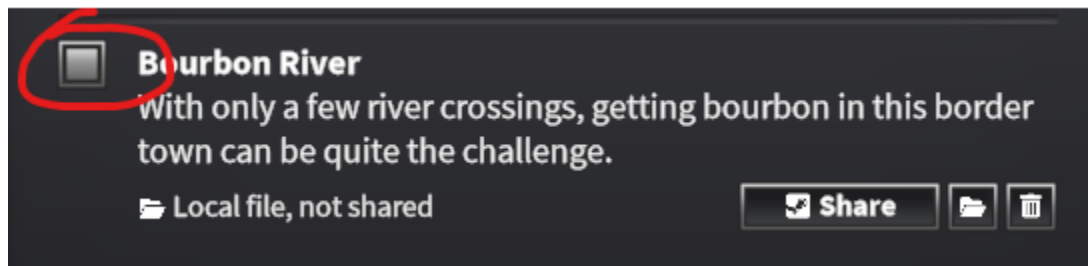 Bourbon River
With only a few river crossings, getting bourbon in this border
town can be quite the challenge.
Local file, not shared
Share